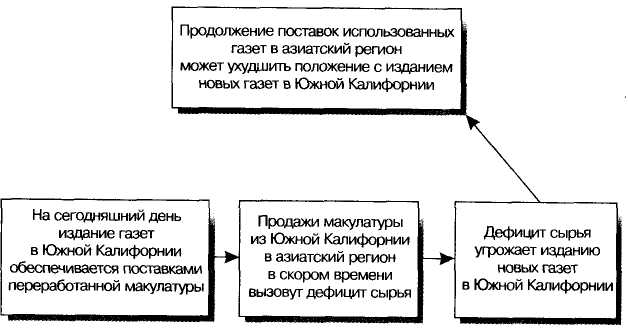 Продолжение поставок использованных
газет в азиатский регион
может ухудшить положение с изданием
новых газет в Южной Калифорнии
На сегодняшний день
издание газет
в Южной Калифорнии
обеспечивается поставками
переработанной макулатуры
Продажи макулатуры
из Южной Калифорнии
в азиатский регион
в скором времени
вызовут дефицит сырья
Дефицит сырья
угрожает изданию
новых газет
в Южной Калифорнии